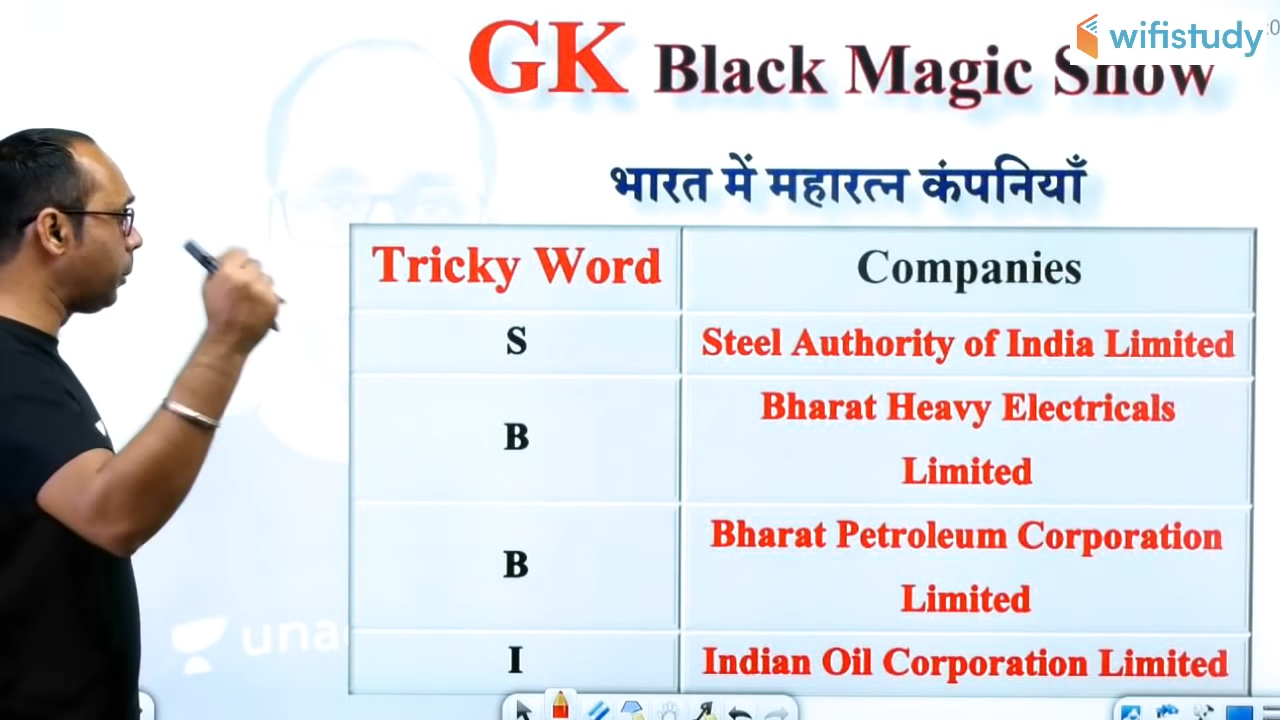 wifistudy
GK Black Magic Show
भारत में महारत्न कंपनियाँ
Tricky Word Companies
S Steel Authority of India Limited
B Bharat Heavy Electricals
Limited
B Bharat Petroleum Corporation
Limited
I Indian Oil Corporation Limited